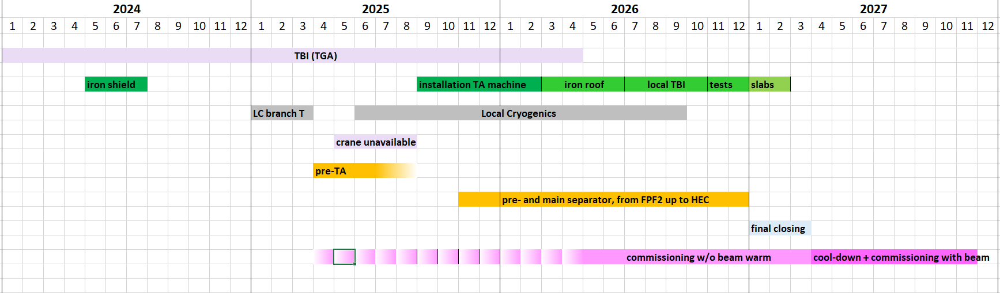 2024 2025 2026 2027
1 2 3 4 5 6 7 8 9 10 11 12 1 2 3 4 5 6 7 8 9 10 11 12 1 2 3 4 5 6 7 8 9 10 11 12 1 2 3 4 5 6 7 8 9 10 11 12
TBI (TGA)
iron shield installation TA machine iron roof local TBI tests slabs
LC branch T Local Cryogenics
crane unavailable
pre-TA
pre- and main separator, from FPF2 up to HEC
final closing
commissioning w/o beam warm cool-down + commissioning with beam